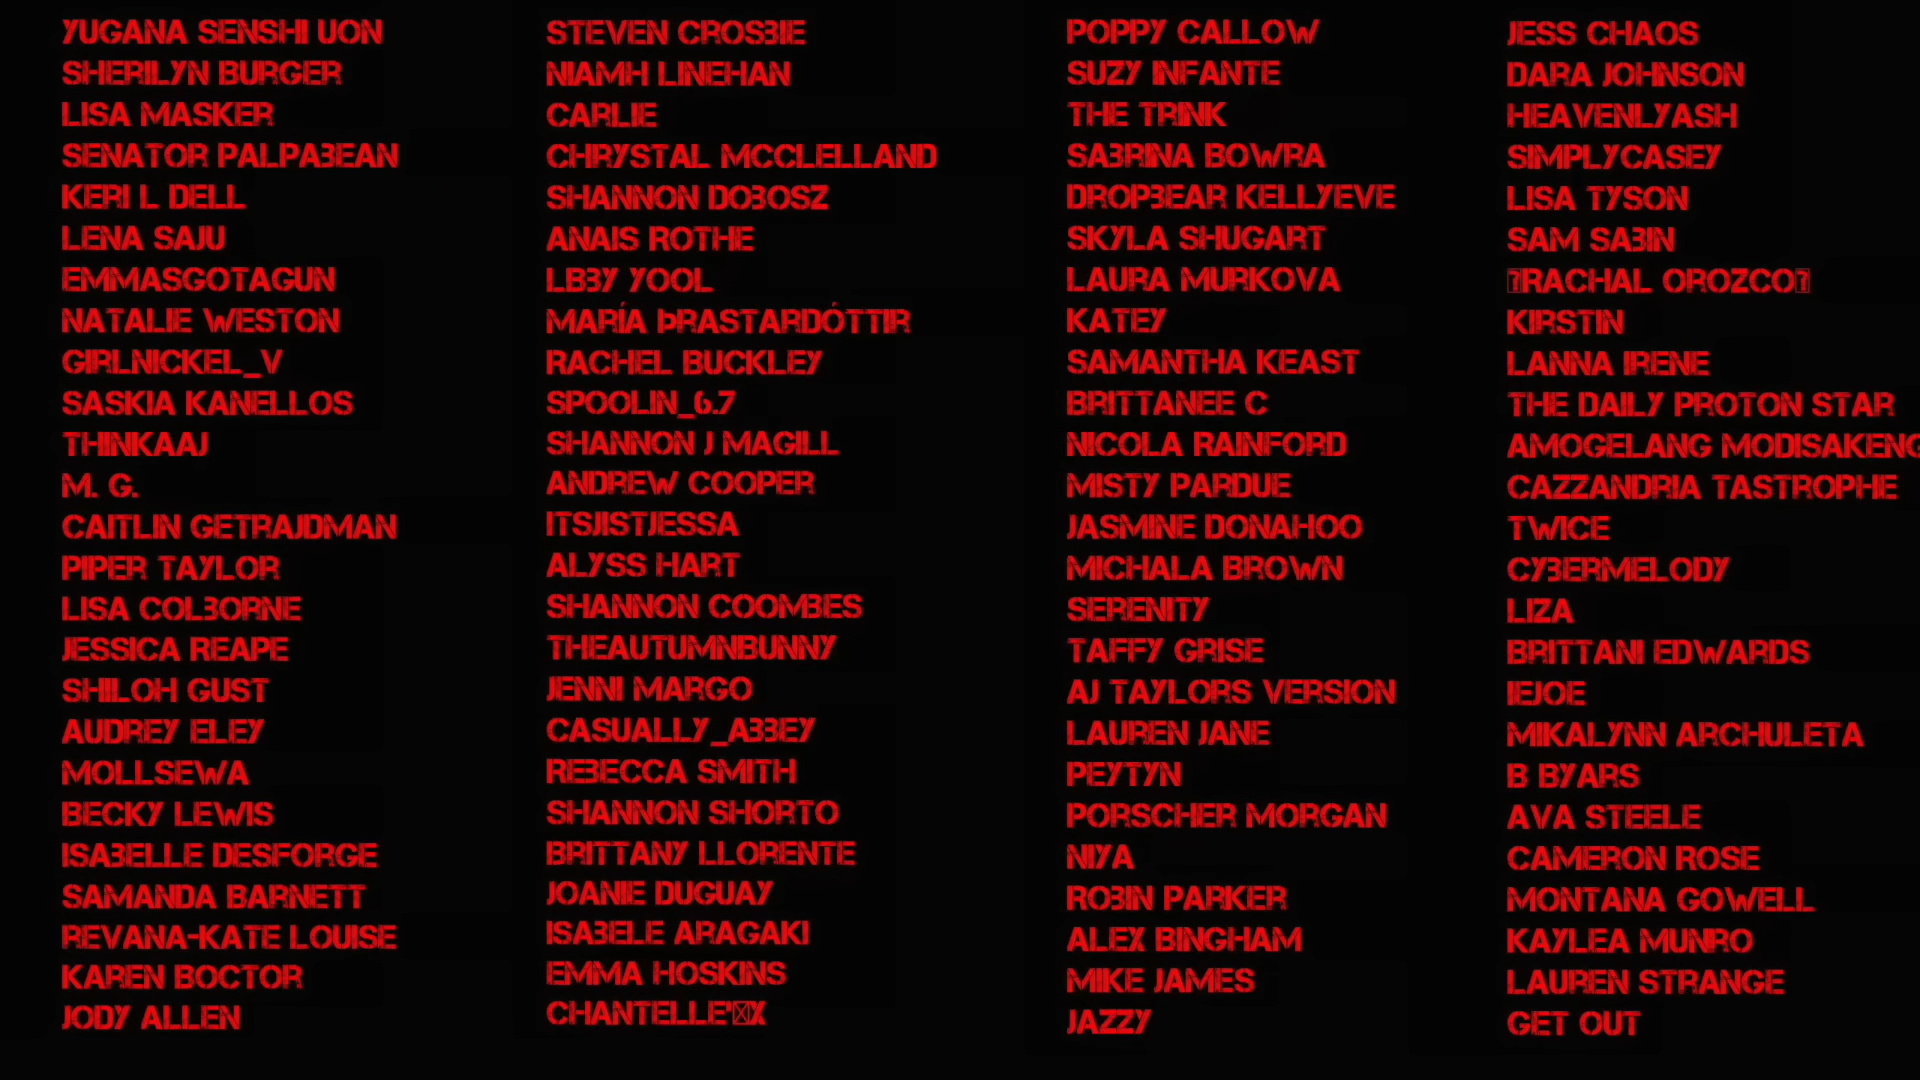 YUGANA SENSHI UON
SHERILYN BURGER
LISA MASKER
SENATOR PALPABEAN
KERI L DELL
LENA SAJU
EMMASGOTAGUN
NATALIE WESTON
GIRLNICKEL_V
SASKIA KANELLOS
THINKAAJ
M. G.
CAITLIN GETRAJDMAN
PIPER TAYLOR
LISA COLBORNE
JESSICA REAPE
SHILOH GUST
AUDREY ELEY
MOLLSEWA
BECKY LEWIS
ISABELLE DESFORGE
SAMANDA BARNETT
REVANA-KATE LOUISE
KAREN BOCTOR
JODY ALLEN
STEVEN CROSBIE
NIAMH LINEHAN
CARLIE
CHRYSTAL MCCLELLAND
SHANNON DOBOSZ
ANAIS ROTHE
LBBY YOOL
MARÍA ÞRASTARDÓTTIR
RACHEL BUCKLEY
SPOOLIN_6.7
SHANNON J MAGILL
ANDREW COOPER
ITSJISTJESSA
ALYSS HART
SHANNON COOMBES
THEAUTUMNBUNNY
JENNI MARGO
CASUALLY_ABBEY
REBECCA SMITH
SHANNON SHORTO
BRITTANY LLORENTE
JOANIE DUGUAY
ISABELE ARAGAKI
EMMA HOSKINS
CHANTELLE'X
POPPY CALLOW
SUZY INFANTE
THE TRINK
SABRINA BOWRA
DROPBEAR KELLYEVE
SKYLA SHUGART
LAURA MURKOVA
KATEY
SAMANTHA KEAST
BRITTANEE C
NICOLA RAINFORD
MISTY PARDUE
JASMINE DONAHOO
MICHALA BROWN
SERENITY
TAFFY GRISE
AJ TAYLORS VERSION
LAUREN JANE
PEYTYN
PORSCHER MORGAN
NIYA
ROBIN PARKER
ALEX BINGHAM
MIKE JAMES
JAZZY
JESS CHAOS
DARA JOHNSON
HEAVENLYASH
SIMPLYCASEY
LISA TYSON
SAM SABIN
RACHAL OROZCO
KIRSTIN
LANNA IRENE
THE DAILY PROTON STAR
AMOGELANG MODISAKENG
CAZZANDRIA TASTROPHE
TWICE
CYBERMELODY
LIZA
BRITTANI EDWARDS
IEJOE
MIKALYNN ARCHULETA
B BYARS
AVA STEELE
CAMERON ROSE
MONTANA GOWELL
KAYLEA MUNRO
LAUREN STRANGE
GET OUT